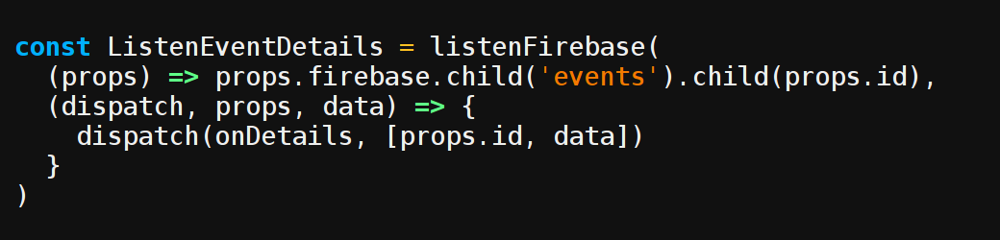 const ListenEventDetails = listenFirebase(
  (props) => props.firebase.child('events').child(props.id),
  (dispatch, props, data) => {
    dispatch(onDetails, [props.id, data])
  }
)